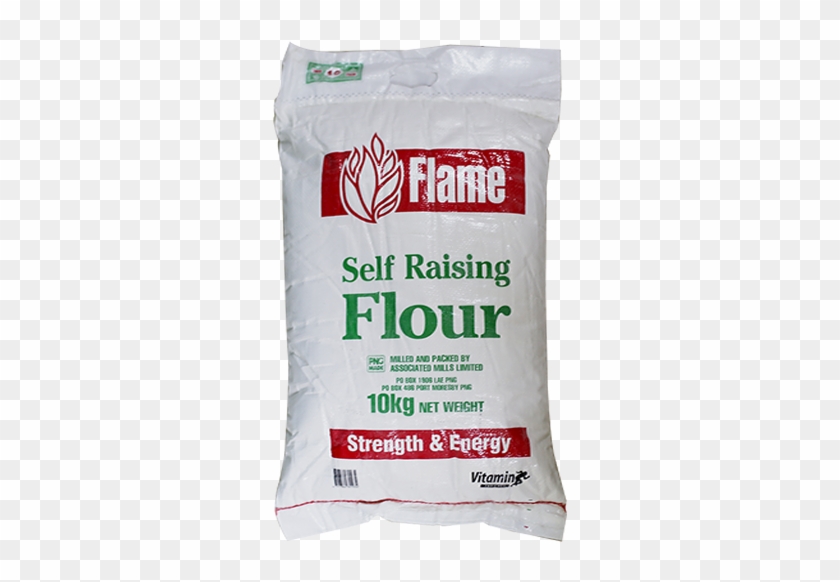 Flame
Self Raising
Flour
PNG
MADE
MILLED AND PACKED BY
ASSOCIATED MILLS LIMITED
PO BOX 1906 LAE PNG
PO BOX 496 PORT MORESBY PNG
10kg NET WEIGHT
Strength & Energy
Vitamin